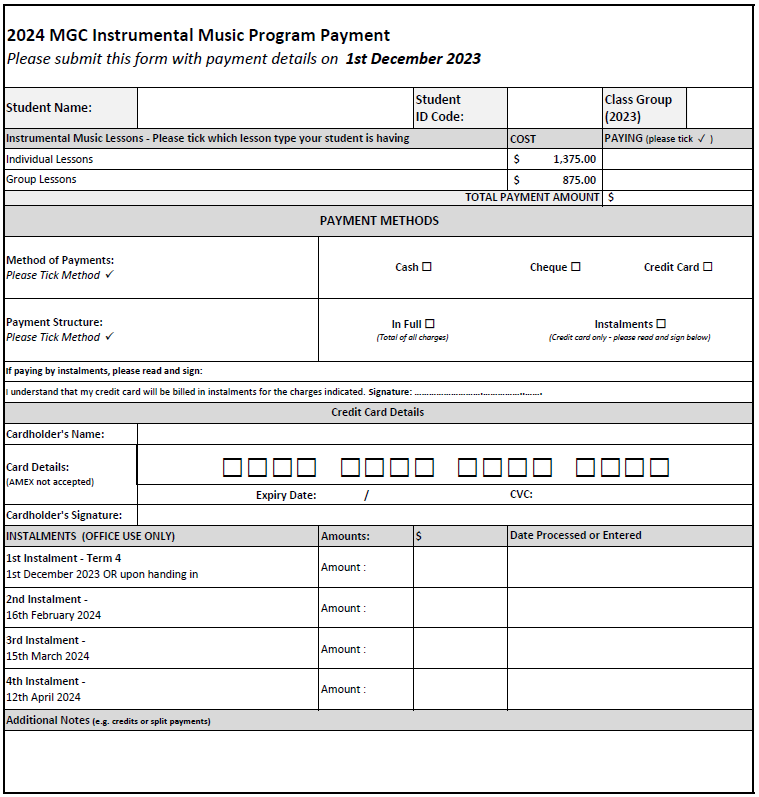 2024 MGC Instrumental Music Program Payment
Please submit this form with payment details on 1st December 2023
Student Name:
Student
ID Code:
Class Group
(2023)
Instrumental Music Lessons - Please tick which lesson type your student is having
COST
PAYING (please tick ✓ )
Individual Lessons $ 1,375.00
Group Lessons $ 875.00
TOTAL PAYMENT AMOUNT $
PAYMENT METHODS
Method of Payments:
Please Tick Method ✓
Cash ☐ Cheque ☐ Credit Card ☐
Payment Structure:
Please Tick Method ✓
In Full ☐
(Total of all charges)
Instalments ☐
(Credit card only - please read and sign below)
If paying by instalments, please read and sign:
I understand that my credit card will be billed in instalments for the charges indicated. Signature: ……………………….……………..…….
Credit Card Details
Cardholder's Name:
Card Details:
(AMEX not accepted)
☐☐☐☐ ☐☐☐☐ ☐☐☐☐ ☐☐☐☐
Expiry Date: / CVC:
Cardholder's Signature:
INSTALMENTS (OFFICE USE ONLY) Amounts: $ Date Processed or Entered
1st Instalment - Term 4
1st December 2023 OR upon handing in
Amount :
2nd Instalment -
16th February 2024
Amount :
3rd Instalment -
15th March 2024
Amount :
4th Instalment -
12th April 2024
Amount :
Additional Notes (e.g. credits or split payments)